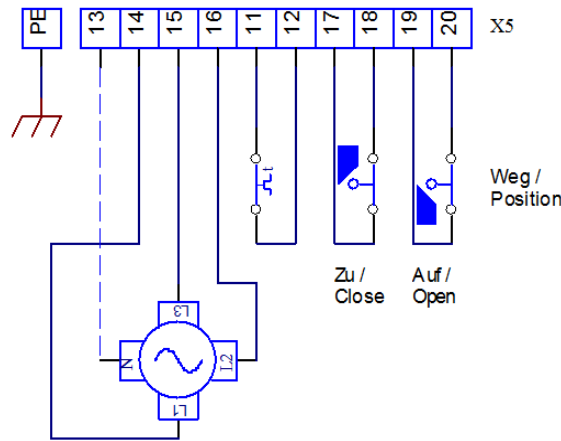 PE 13 14 15 16 11 12 17 18 19 20 X5
t
Weg /
Position
Zu /
Close
Auf /
Open
L3
N
L2
L1